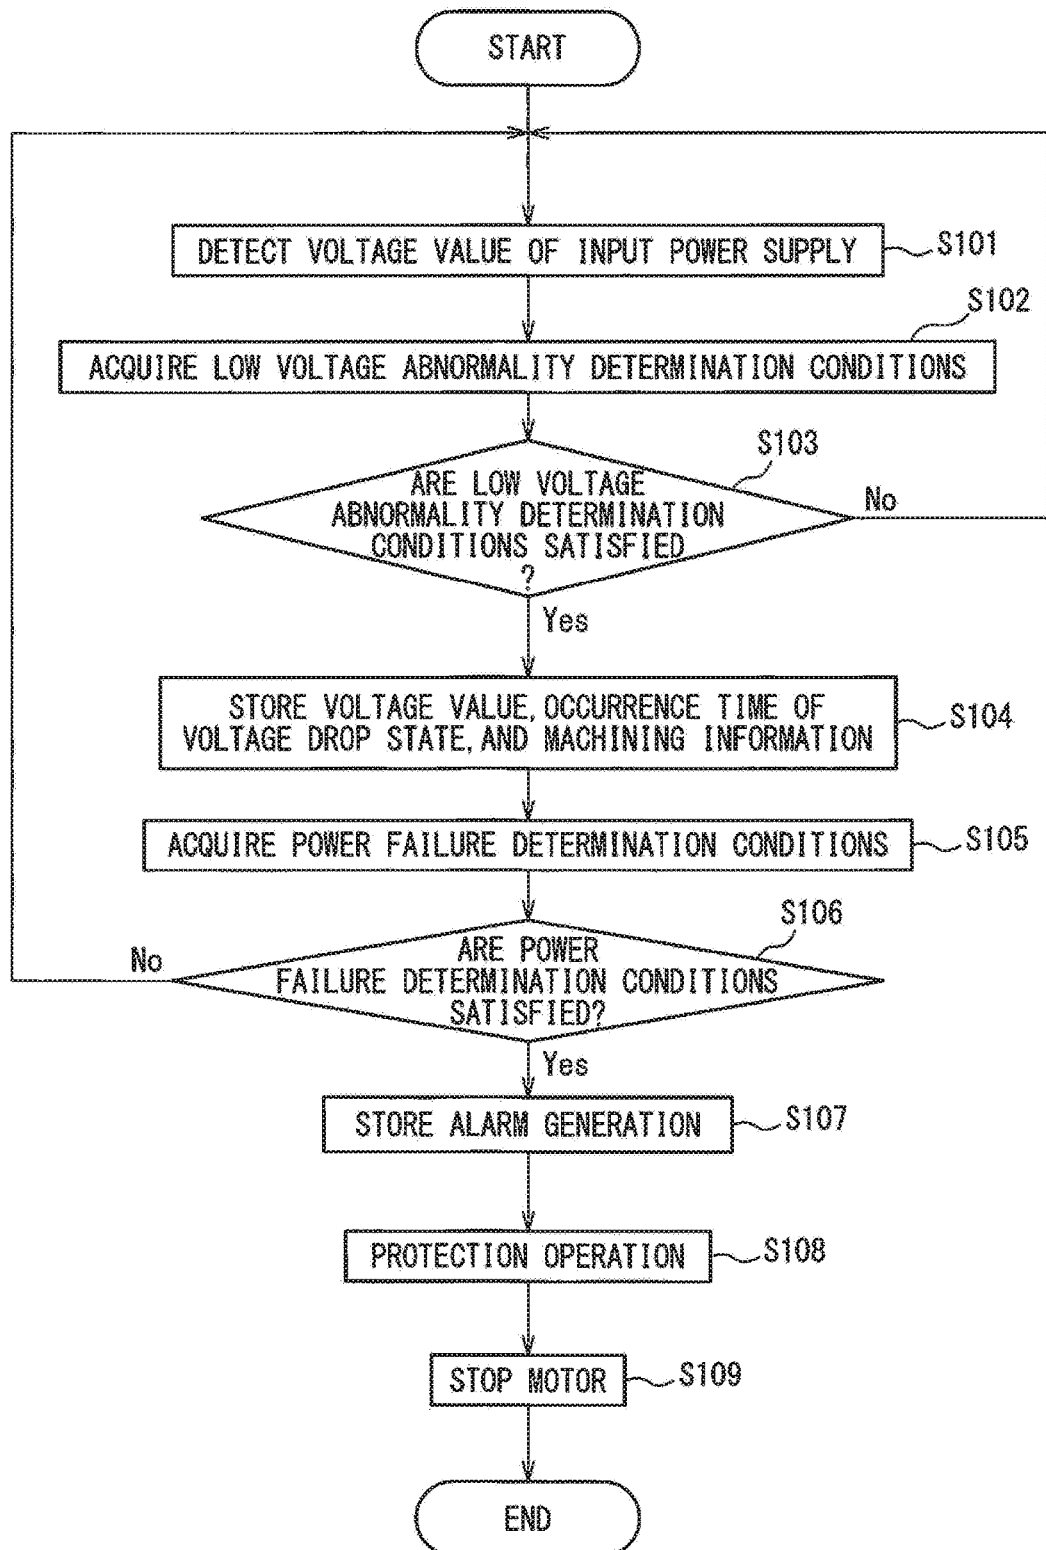 START
DETECT VOLTAGE VALUE OF INPUT POWER SUPPLY
S101
S102
ACQUIRE LOW VOLTAGE ABNORMALITY DETERMINATION CONDITIONS
S103
ARE LOW VOLTAGE
ABNORMALITY DETERMINATION
CONDITIONS SATISFIED
?
No
Yes
STORE VOLTAGE VALUE, OCCURRENCE TIME OF
VOLTAGE DROP STATE, AND MACHINING INFORMATION
S104
ACQUIRE POWER FAILURE DETERMINATION CONDITIONS
S105
S106
ARE POWER
FAILURE DETERMINATION CONDITIONS
SATISFIED?
No
Yes
STORE ALARM GENERATION
S107
PROTECTION OPERATION
S108
STOP MOTOR
S109
END